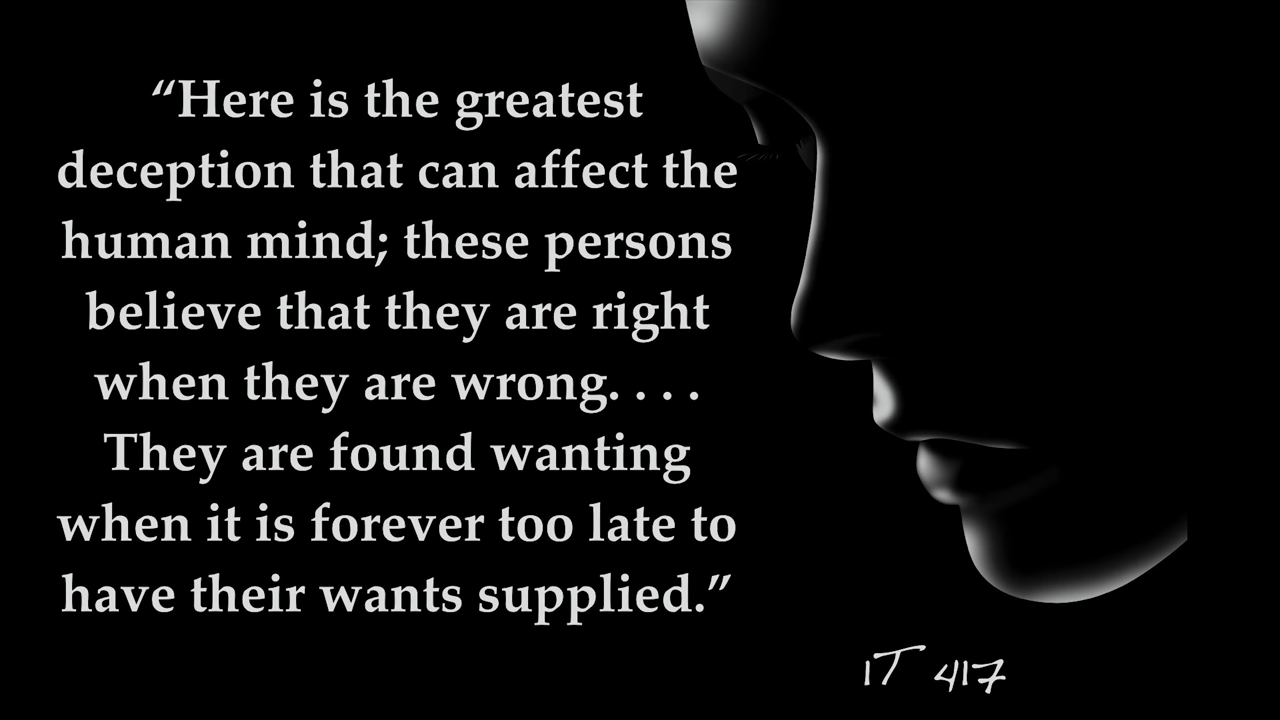 “Here is the greatest
deception that can affect the
human mind; these persons
believe that they are right
when they are wrong. . . .
They are found wanting
when it is forever too late to
have their wants supplied.”
1T 417